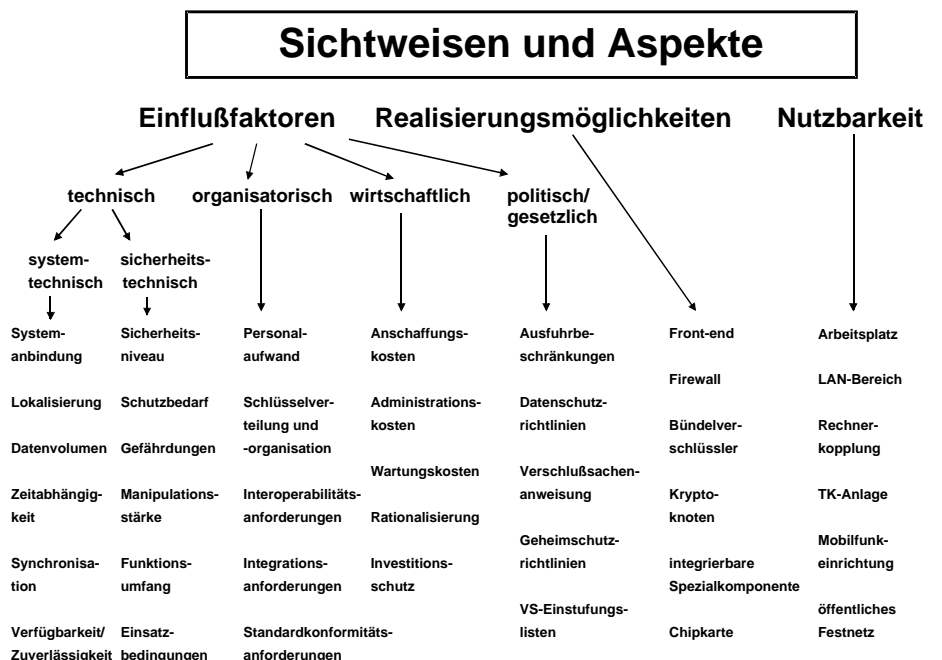 Sichtweisen und Aspekte
Einflußfaktoren
Realisierungsmöglichkeiten
Nutzbarkeit
technisch
organisatorisch
wirtschaftlich
politisch/
gesetzlich
system-
technisch
sicherheits-
technisch
System-
anbindung
Lokalisierung
Datenvolumen
Zeitabhängig-
keit
Synchronisa-
tion
Verfügbarkeit/
Zuverlässigkeit
Sicherheits-
niveau
Schutzbedarf
Gefährdungen
Manipulations-
stärke
Funktions-
umfang
Einsatz-
bedingungen
Personal-
aufwand
Schlüsselver-
teilung und
-organisation
Interoperabilitäts-
anforderungen
Integrations-
anforderungen
Standardkonformitäts-
anforderungen
Anschaffungs-
kosten
Administrations-
kosten
Wartungskosten
Rationalisierung
Investitions-
schutz
Ausfuhrbe-
schränkungen
Datenschutz-
richtlinien
Verschlußsachen-
anweisung
Geheimschutz-
richtlinien
VS-Einstufungs-
listen
Front-end
Firewall
Bündelver-
schlüssler
Krypto-
knoten
integrierbare
Spezialkomponente
Chipkarte
Arbeitsplatz
LAN-Bereich
Rechner-
kopplung
TK-Anlage
Mobilfunk-
einrichtung
öffentliches
Festnetz